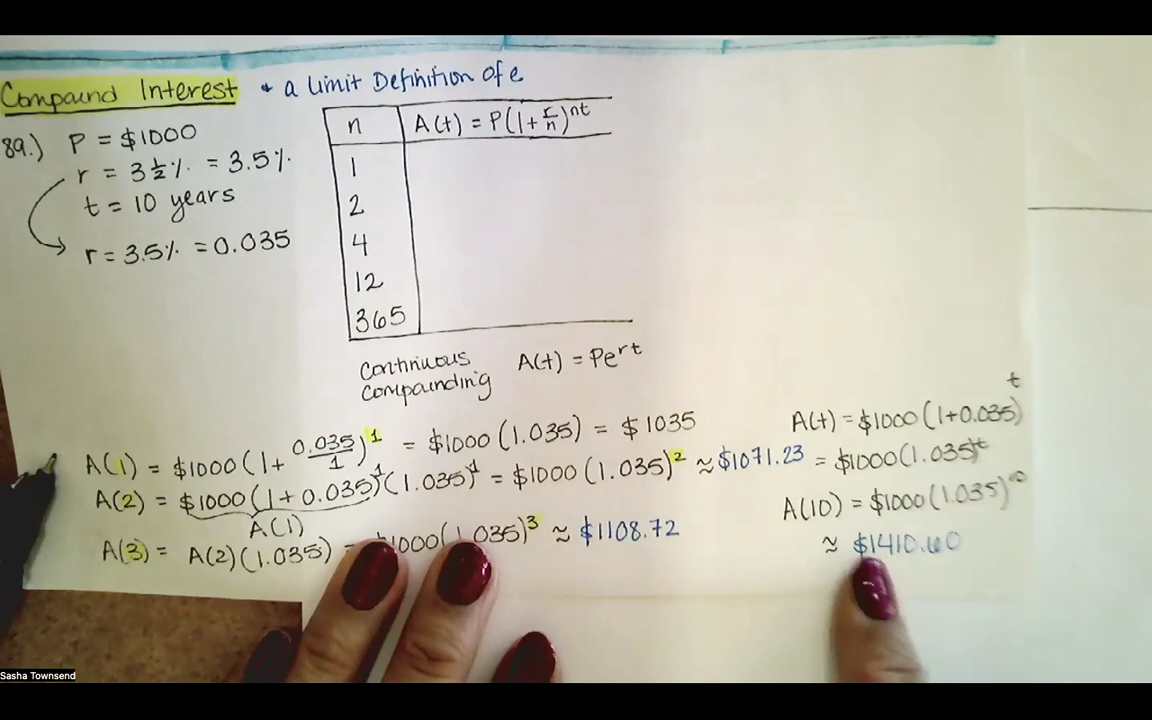 Compound Interest + a Limit Definition of e
89.) P = $1000
r = 3 ½ % = 3.5%
t = 10 years
r = 3.5% = 0.035
n A(t) = P(1+r/n)^nt
1
2
4
12
365
Continuous Compounding A(t) = Pe^rt
A(1) = $1000(1+0.035/1)^1 = $1000(1.035) = $1035
A(2) = $1000(1+0.035)^1(1.035)^1 = $1000(1.035)^2 ≈ $1071.23
A(1)
A(3) = A(2)(1.035) = $1000(1.035)^3 ≈ $1108.72
A(t) = $1000(1+0.035)^t
= $1000(1.035)^t
A(10) = $1000(1.035)^10
≈ $1410.60
Sasha Townsend